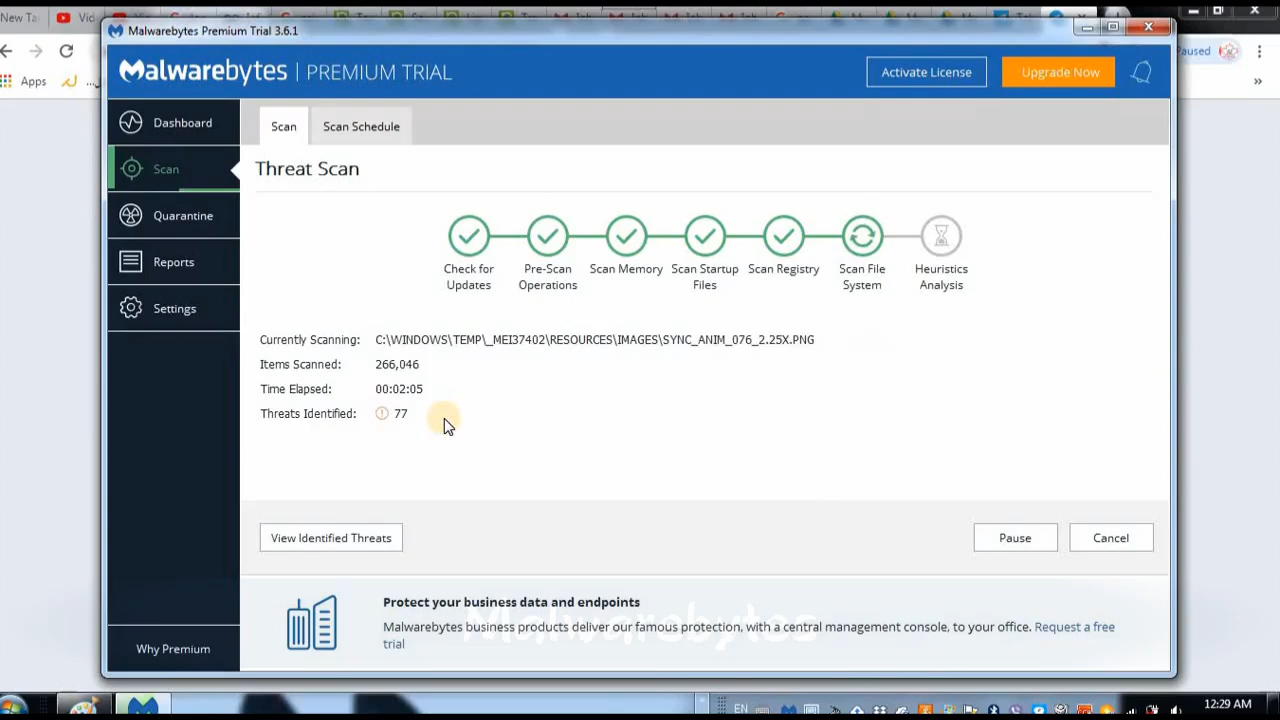 New Ta
Vid
Malwarebytes Premium Trial 3.6.1
Paused
Apps
Malwarebytes | PREMIUM TRIAL
Activate License
Upgrade Now
Dashboard
Scan
Quarantine
Reports
Settings
Why Premium
Scan
Scan Schedule
Threat Scan
Check for Updates
Pre-Scan Operations
Scan Memory
Scan Startup Files
Scan Registry
Scan File System
Heuristics Analysis
Currently Scanning: C:\WINDOWS\TEMP\_MEI37402\RESOURCES\IMAGES\SYNC_ANIM_076_2.25X.PNG
Items Scanned: 266,046
Time Elapsed: 00:02:05
Threats Identified: 77
View Identified Threats
Pause
Cancel
Protect your business data and endpoints
Malwarebytes business products deliver our famous protection, with a central management console, to your office. Request a free
trial
Malwarebytes
EN
12:29 AM